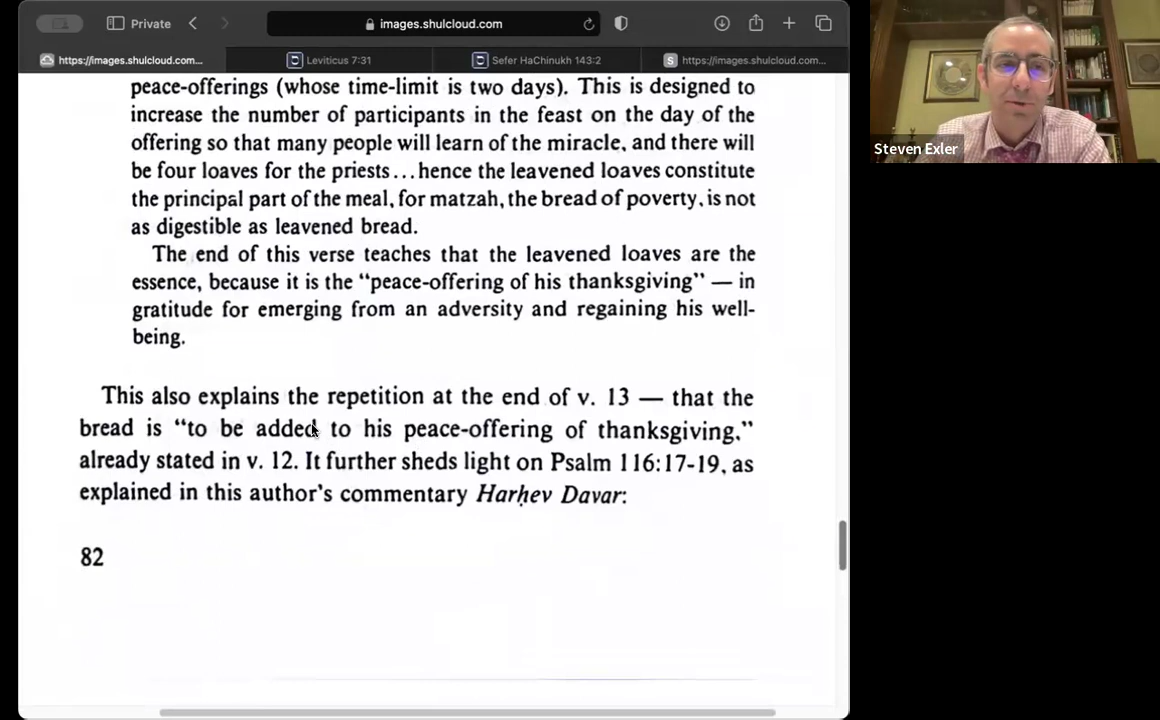 Private
images.shulcloud.com
https://images.shulcloud.com...
Leviticus 7:31
Sefer HaChinukh 143:2
S
https://images.shulcloud.com...
peace-offerings (whose time-limit is two days). This is designed to
increase the number of participants in the feast on the day of the
offering so that many people will learn of the miracle, and there will
be four loaves for the priests...hence the leavened loaves constitute
the principal part of the meal, for matzah, the bread of poverty, is not
as digestible as leavened bread.
The end of this verse teaches that the leavened loaves are the
essence, because it is the “peace-offering of his thanksgiving” — in
gratitude for emerging from an adversity and regaining his well-
being.
This also explains the repetition at the end of v. 13 — that the
bread is “to be added to his peace-offering of thanksgiving,”
already stated in v. 12. It further sheds light on Psalm 116:17-19, as
explained in this author's commentary Harḥev Davar:
82
Steven Exler